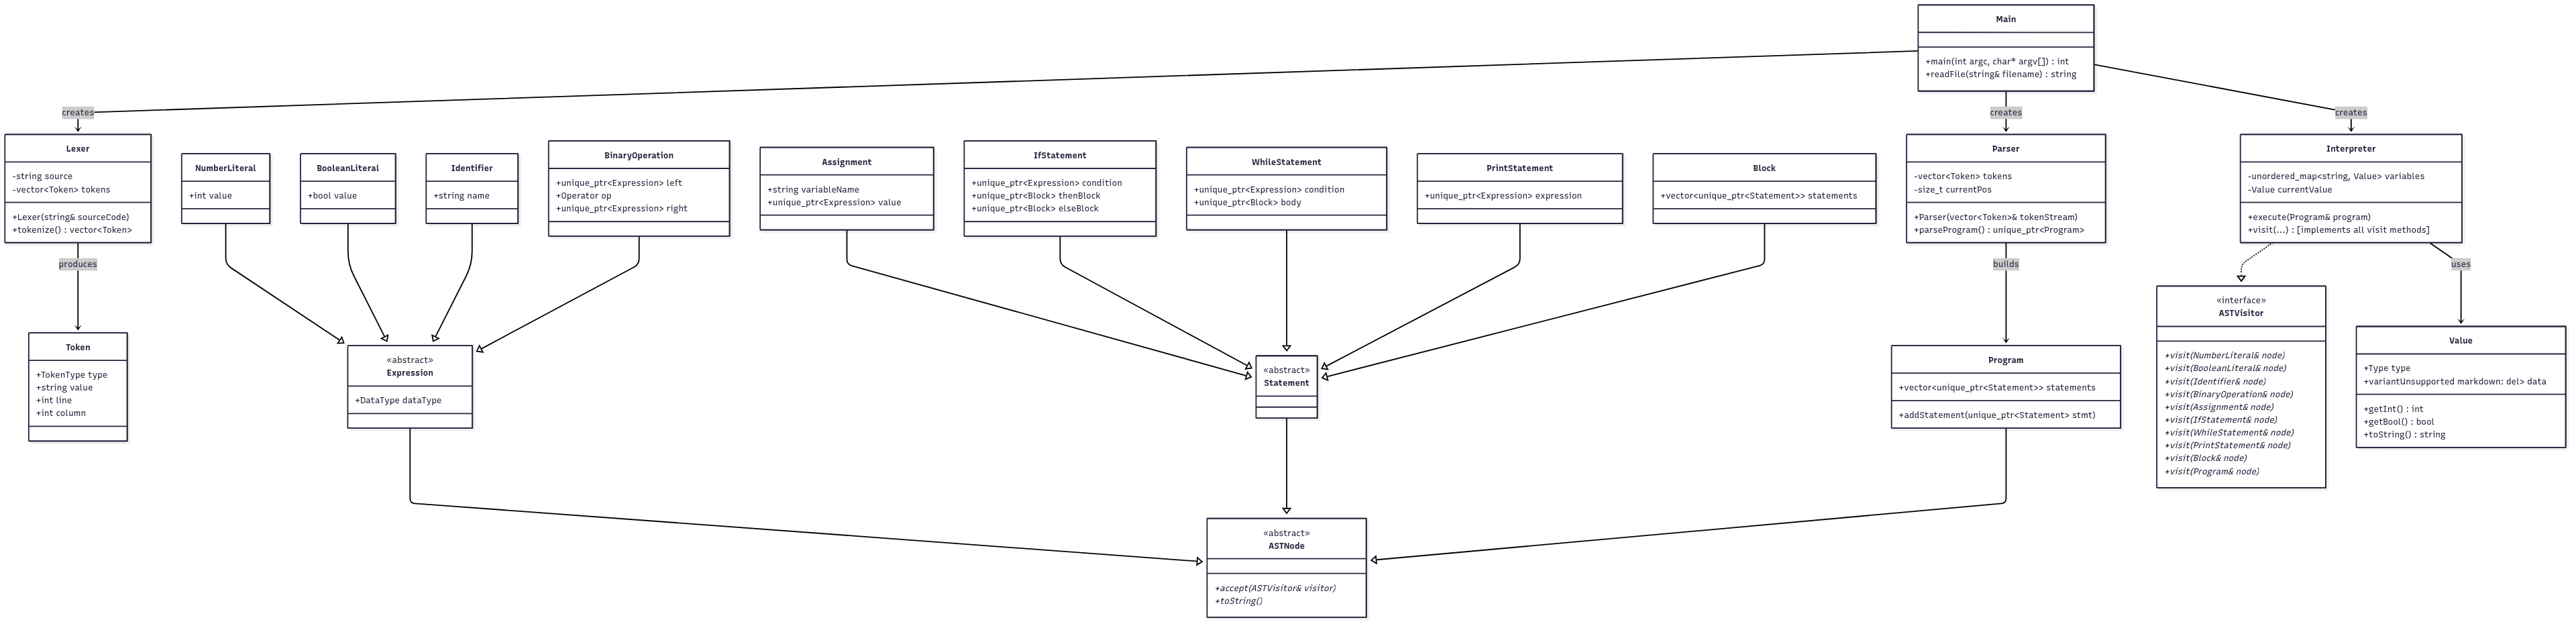 Main
+main(int argc, char* argv[]) : int
+readFile(string& filename) : string
creates
creates
creates
Lexer
-string source
-vector<Token> tokens
+Lexer(string& sourceCode)
+tokenize() : vector<Token>
NumberLiteral
+int value
BooleanLiteral
+bool value
Identifier
+string name
BinaryOperation
+unique_ptr<Expression> left
+Operator op
+unique_ptr<Expression> right
Assignment
+string variableName
+unique_ptr<Expression> value
IfStatement
+unique_ptr<Expression> condition
+unique_ptr<Block> thenBlock
+unique_ptr<Block> elseBlock
WhileStatement
+unique_ptr<Expression> condition
+unique_ptr<Block> body
PrintStatement
+unique_ptr<Expression> expression
Block
+vector<unique_ptr<Statement>> statements
Parser
-vector<Token> tokens
-size_t currentPos
+Parser(vector<Token>& tokenStream)
+parseProgram() : unique_ptr<Program>
Interpreter
-unordered_map<string, Value> variables
-Value currentValue
+execute(Program& program)
+visit(...) : [implements all visit methods]
produces
builds
uses
Token
+TokenType type
+string value
+int line
+int column
«abstract»
Expression
+DataType dataType
«abstract»
Statement
Program
+vector<unique_ptr<Statement>> statements
+addStatement(unique_ptr<Statement> stmt)
«interface»
ASTVisitor
+visit(NumberLiteral& node)
+visit(BooleanLiteral& node)
+visit(Identifier& node)
+visit(BinaryOperation& node)
+visit(Assignment& node)
+visit(IfStatement& node)
+visit(WhileStatement& node)
+visit(PrintStatement& node)
+visit(Block& node)
+visit(Program& node)
Value
+Type type
+variantUnsupported markdown: del> data
+getInt() : int
+getBool() : bool
+toString() : string
«abstract»
ASTNode
+accept(ASTVisitor& visitor)
+toString()